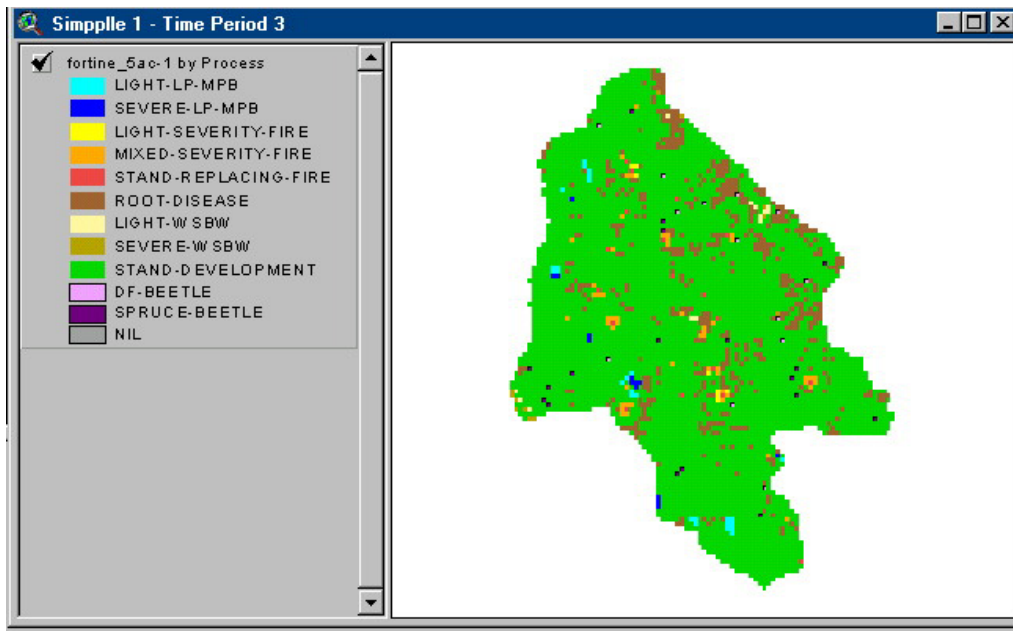 Simpplle 1 - Time Period 3
fortine_5ac-1 by Process
LIGHT-LP-MPB
SEVERE-LP-MPB
LIGHT-SEVERITY-FIRE
MIXED-SEVERITY-FIRE
STAND-REPLACING-FIRE
ROOT-DISEASE
LIGHT-WSBW
SEVERE-WSBW
STAND-DEVELOPMENT
DF-BEETLE
SPRUCE-BEETLE
NIL